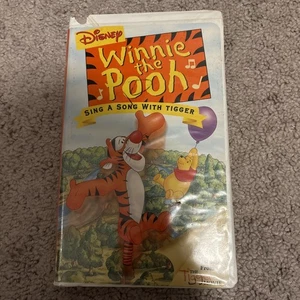 Disney
Winnie
the
Pooh
SING A SONG WITH TIGGER